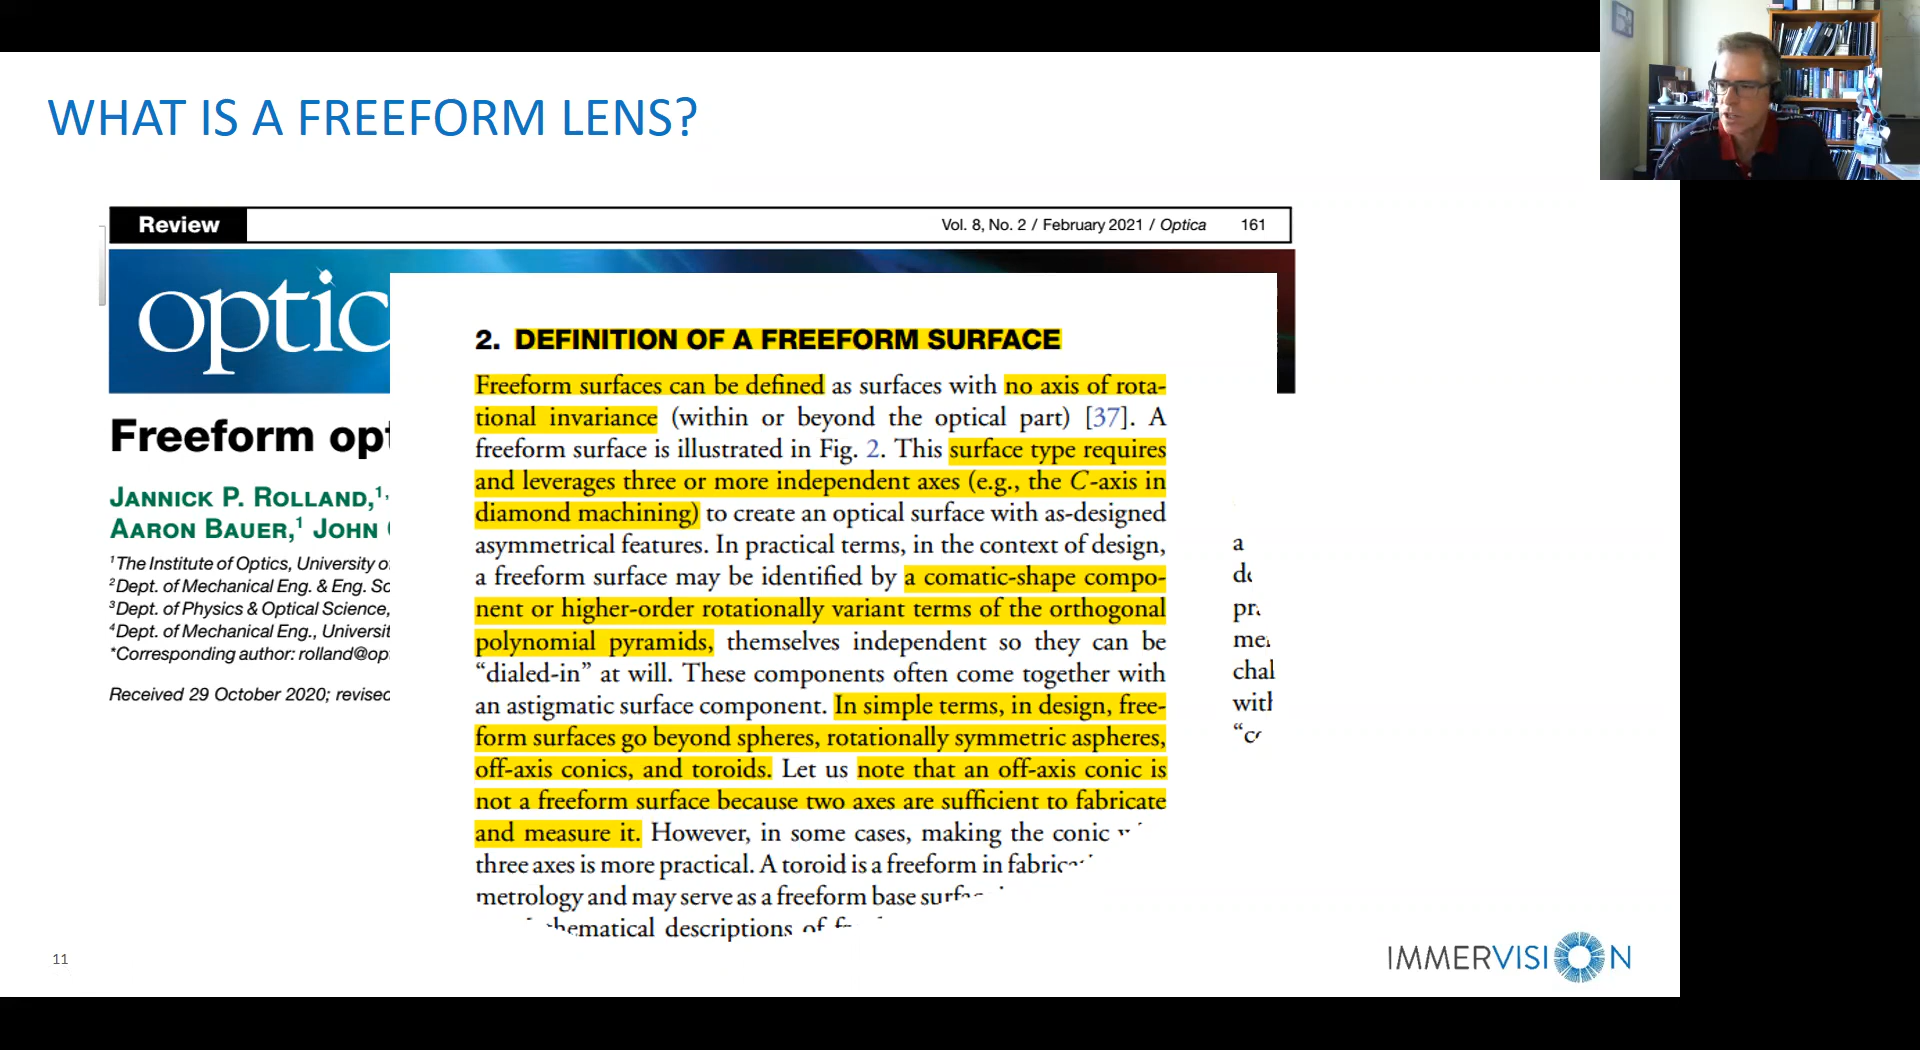 WHAT IS A FREEFORM LENS?
Review
Vol. 8, No. 2 / February 2021 / Optica 161
optic
Freeform opt
JANNICK P. ROLLAND,1,
AARON BAUER,1 JOHN
1The Institute of Optics, University o
2Dept. of Mechanical Eng. & Eng. Sc
3Dept. of Physics & Optical Science,
4Dept. of Mechanical Eng., Universit
*Corresponding author: rolland@op
Received 29 October 2020; revised
2. DEFINITION OF A FREEFORM SURFACE
Freeform surfaces can be defined as surfaces with no axis of rota-
tional invariance (within or beyond the optical part) [37]. A
freeform surface is illustrated in Fig. 2. This surface type requires
and leverages three or more independent axes (e.g., the C-axis in
diamond machining) to create an optical surface with as-designed
asymmetrical features. In practical terms, in the context of design,
a freeform surface may be identified by a comatic-shape compo-
nent or higher-order rotationally variant terms of the orthogonal
polynomial pyramids, themselves independent so they can be
“dialed-in” at will. These components often come together with
an astigmatic surface component. In simple terms, in design, free-
form surfaces go beyond spheres, rotationally symmetric aspheres,
off-axis conics, and toroids. Let us note that an off-axis conic is
not a freeform surface because two axes are sufficient to fabricate
and measure it. However, in some cases, making the conic
three axes is more practical. A toroid is a freeform in
metrology and may serve as a freeform base
descriptions of
a
chal
with
11
IMMERVISION